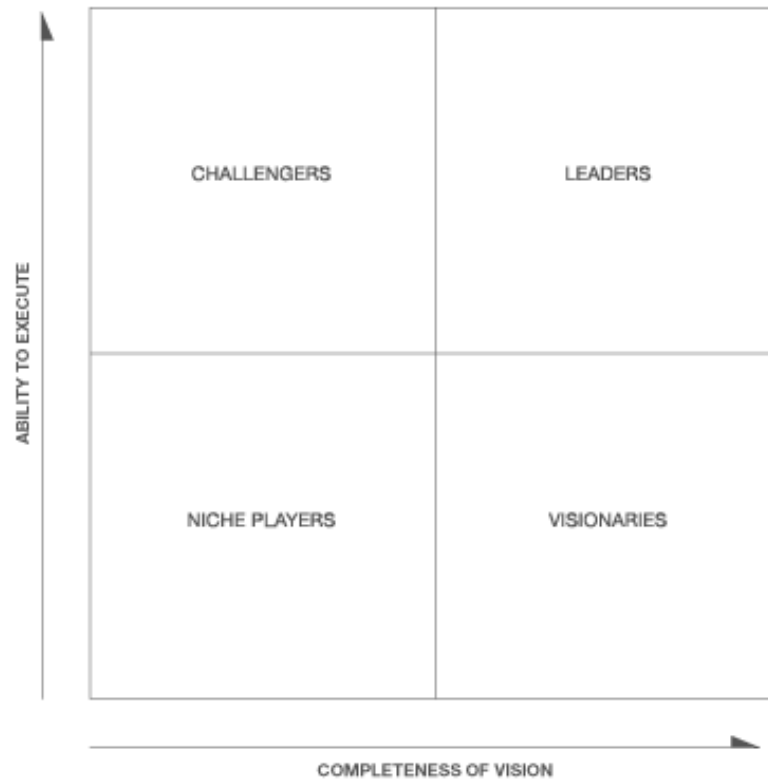 CHALLENGERS
LEADERS
ABILITY TO EXECUTE
NICHE PLAYERS
VISIONARIES
COMPLETENESS OF VISION